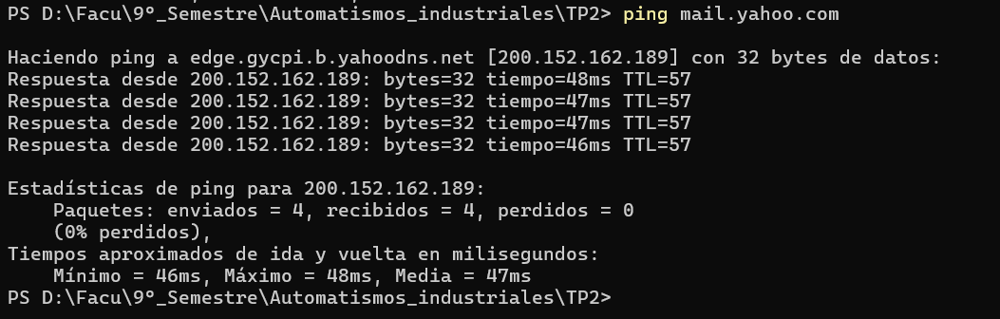 PS D:\Facu\9°_Semestre\Automatismos_industriales\TP2> ping mail.yahoo.com
Haciendo ping a edge.gycpi.b.yahoodns.net [200.152.162.189] con 32 bytes de datos:
Respuesta desde 200.152.162.189: bytes=32 tiempo=48ms TTL=57
Respuesta desde 200.152.162.189: bytes=32 tiempo=47ms TTL=57
Respuesta desde 200.152.162.189: bytes=32 tiempo=47ms TTL=57
Respuesta desde 200.152.162.189: bytes=32 tiempo=46ms TTL=57
Estadísticas de ping para 200.152.162.189:
Paquetes: enviados = 4, recibidos = 4, perdidos = 0
(0% perdidos),
Tiempos aproximados de ida y vuelta en milisegundos:
Mínimo = 46ms, Máximo = 48ms, Media = 47ms
PS D:\Facu\9°_Semestre\Automatismos_industriales\TP2>